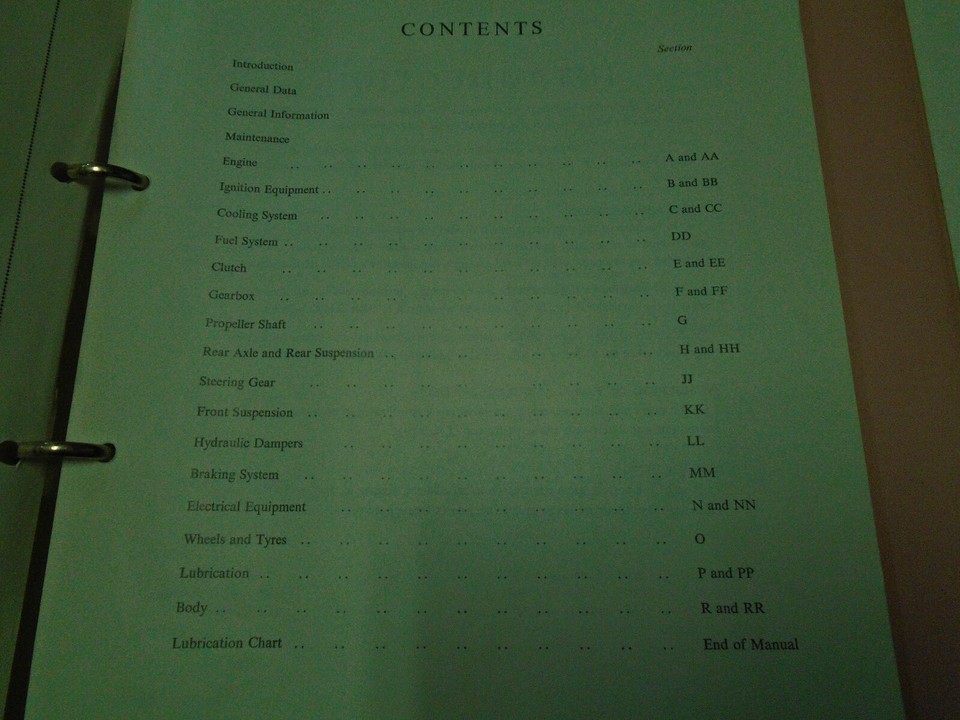 CONTENTS
Section
Introduction
General Data
General Information
Maintenance
Engine .. .. .. .. .. .. .. .. .. .. .. A and AA
Ignition Equipment .. .. .. .. .. .. .. .. .. .. B and BB
Cooling System .. .. .. .. .. .. .. .. .. .. C and CC
Fuel System .. .. .. .. .. .. .. .. .. .. .. DD
Clutch .. .. .. .. .. .. .. .. .. .. .. E and EE
Gearbox .. .. .. .. .. .. .. .. .. F and FF
Propeller Shaft .. .. .. .. .. .. .. .. .. .. G
Rear Axle and Rear Suspension .. .. .. .. .. .. .. .. H and HH
Steering Gear .. .. .. .. .. .. .. .. .. .. JJ
Front Suspension .. .. .. .. .. .. .. .. .. .. KK
Hydraulic Dampers .. .. .. .. .. .. .. .. .. LL
Braking System .. .. .. .. .. .. .. .. .. .. MM
Electrical Equipment .. .. .. .. .. .. .. .. .. N and NN
Wheels and Tyres .. .. .. .. .. .. .. .. .. .. O
Lubrication .. .. .. .. .. .. .. .. .. .. .. P and PP
Body .. .. .. .. .. .. .. .. .. .. .. .. R and RR
Lubrication Chart .. .. .. .. .. .. .. .. .. .. End of Manual